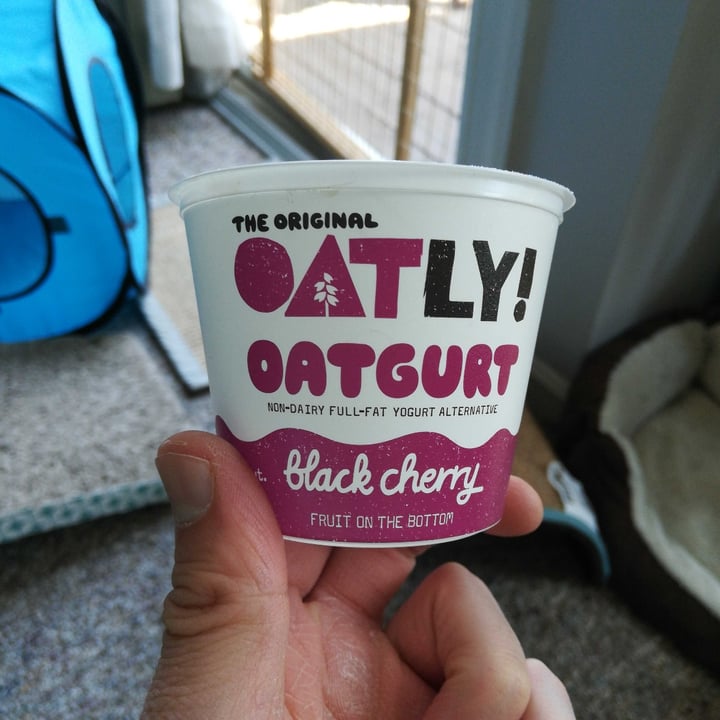 THE ORIGINAL
OATLY!
OATGURT
NON-DAIRY FULL-FAT YOGURT ALTERNATIVE
black cherry
FRUIT ON THE BOTTOM